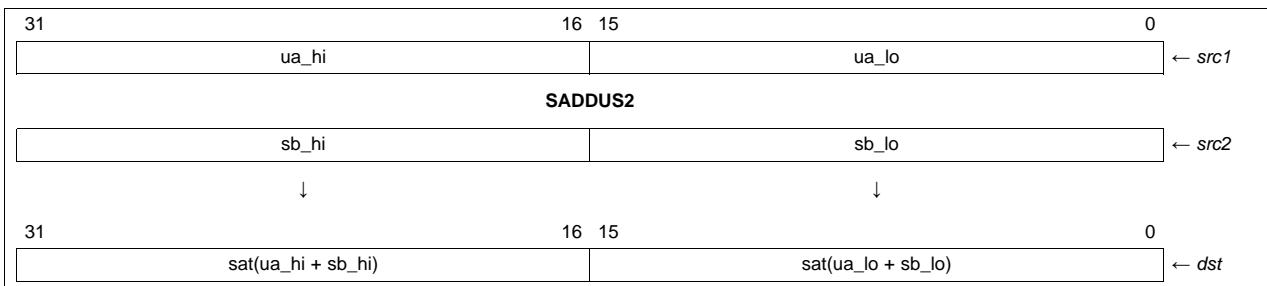 31 16 15 0
ua_hi ua_lo ← src1
SADDUS2
sb_hi sb_lo ← src2
↓ ↓
31 16 15 0
sat(ua_hi + sb_hi) sat(ua_lo + sb_lo) ← dst